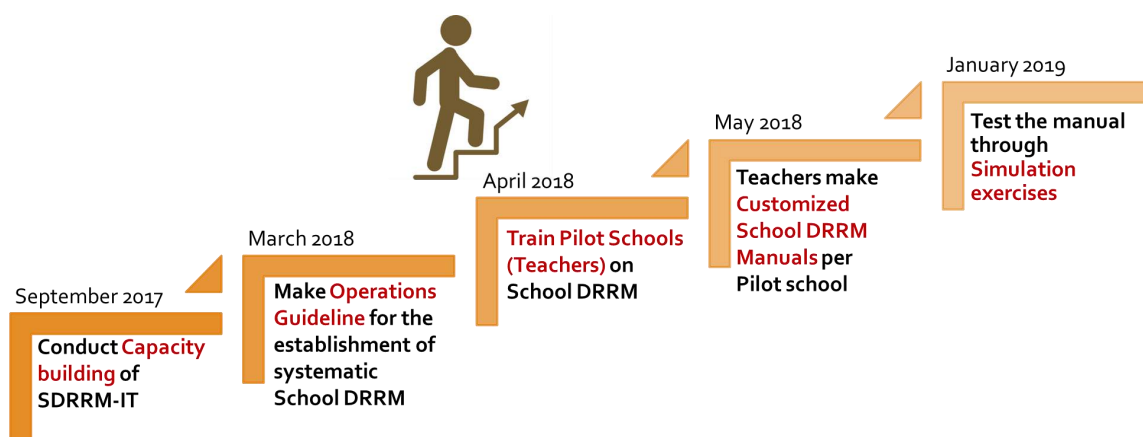 September 2017
Conduct Capacity
building of
SDRRM-IT
March 2018
Make Operations
Guideline for the
establishment of
systematic
School DRRM
April 2018
Train Pilot Schools
(Teachers) on
School DRRM
May 2018
Teachers make
Customized
School DRRM
Manuals per
Pilot school
January 2019
Test the manual
through
Simulation
exercises